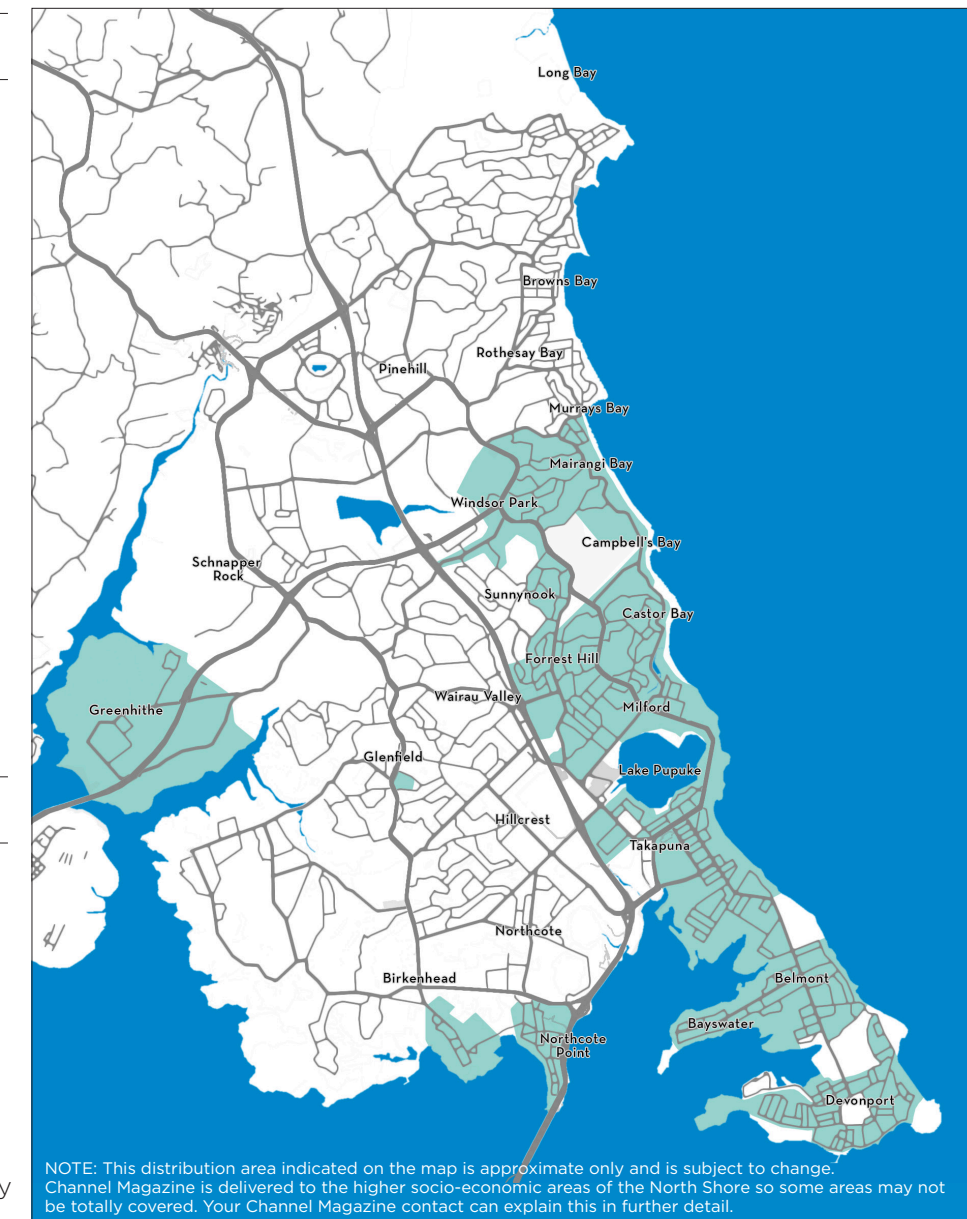 Long Bay
Browns Bay
Rothesay Bay
Pinehill
Murrays Bay
Mairangi Bay
Windsor Park
Campbell's Bay
Schnapper
Rock
Sunnynook
Castor Bay
Forrest Hill
Wairau Valley
Greenhithe
Milford
Glenfield
Lake Pupuke
Hillcrest
Takapuna
Northcote
Birkenhead
Belmont
Bayswater
Northcote
Point
Devonport
NOTE: This distribution area indicated on the map is approximate only and is subject to change.
Channel Magazine is delivered to the higher socio-economic areas of the North Shore so some areas may not
be totally covered. Your Channel Magazine contact can explain this in further detail.